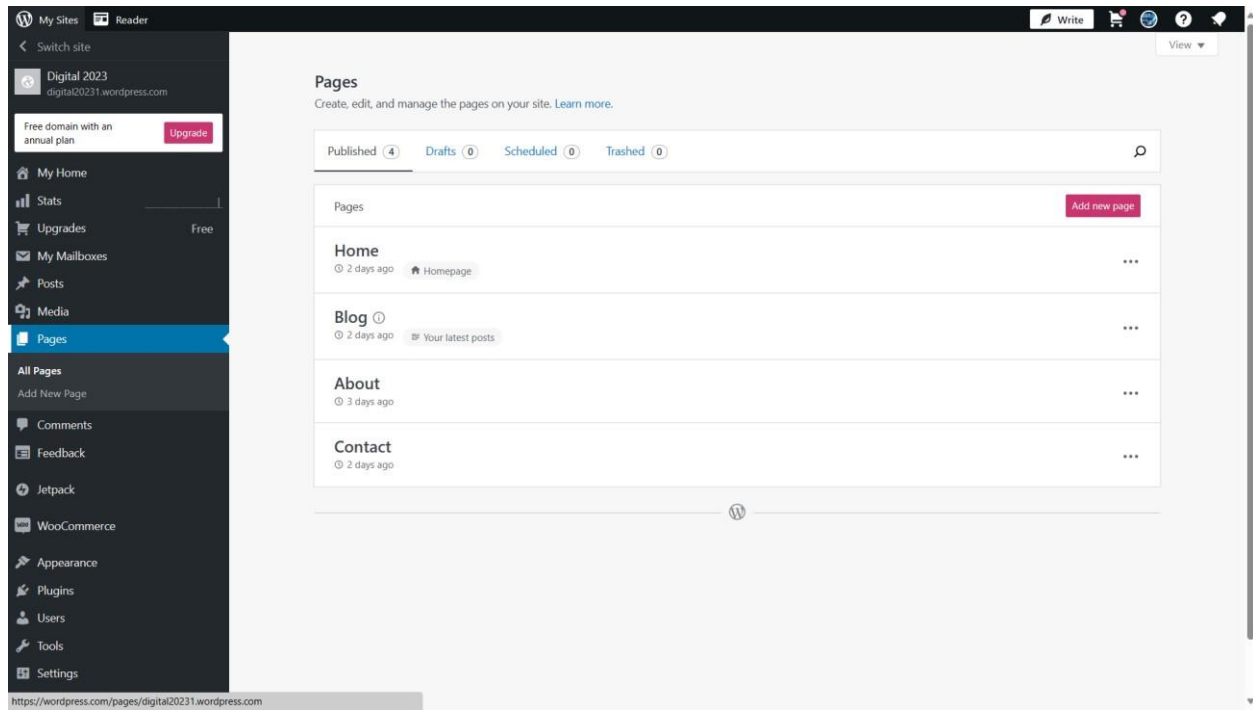 My Sites Reader Write
View
Switch site
Digital 2023
digital20231.wordpress.com
Free domain with an
annual plan
Upgrade
My Home
Stats
Upgrades Free
My Mailboxes
Posts
Media
Pages
All Pages
Add New Page
Comments
Feedback
Jetpack
WooCommerce
Appearance
Plugins
Users
Tools
Settings
https://wordpress.com/pages/digital20231.wordpress.com
Pages
Create, edit, and manage the pages on your site. Learn more.
Published 4 Drafts 0 Scheduled 0 Trashed 0
Pages Add new page
Home
2 days ago Homepage
Blog
2 days ago Your latest posts
About
3 days ago
Contact
2 days ago